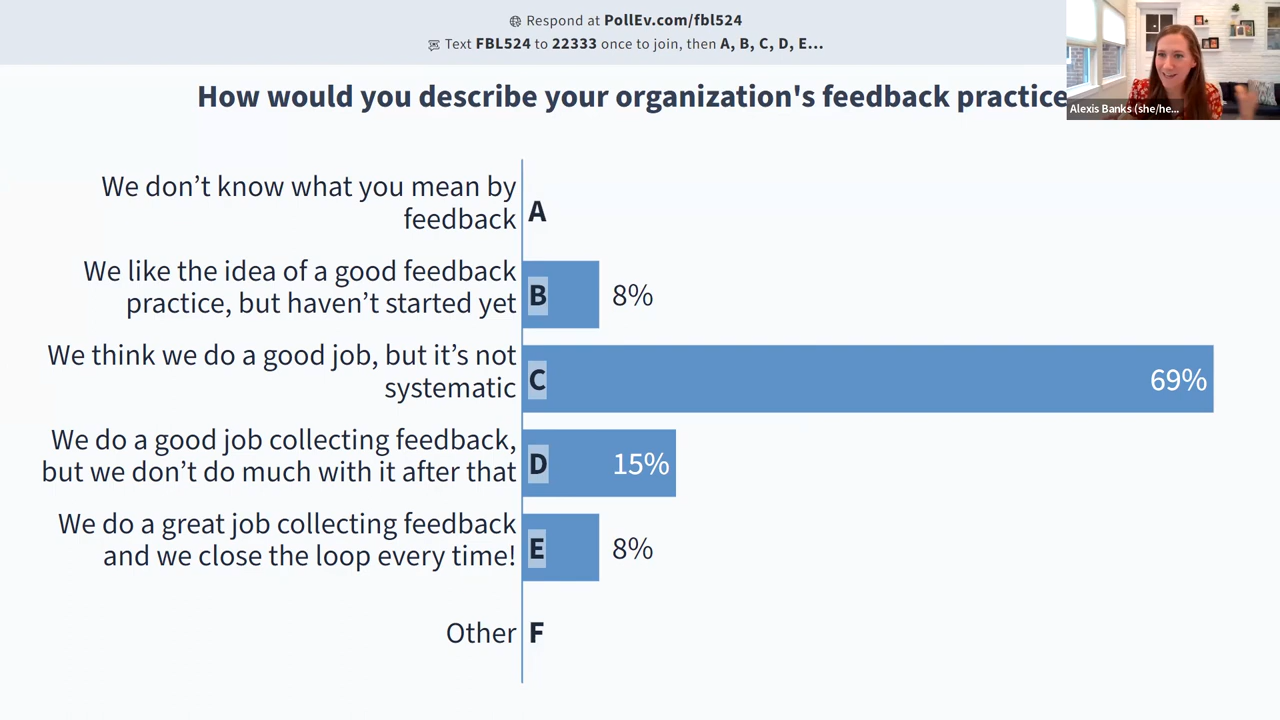 Respond at PollEv.com/fbl524
Text FBL524 to 22333 once to join, then A, B, C, D, E...
How would you describe your organization's feedback practice
Alexis Banks (she/he...
We don’t know what you mean by
feedback
A
We like the idea of a good feedback
practice, but haven’t started yet
B
8%
We think we do a good job, but it’s not
systematic
C
69%
We do a good job collecting feedback,
but we don’t do much with it after that
D
15%
We do a great job collecting feedback
and we close the loop every time!
E
8%
Other
F